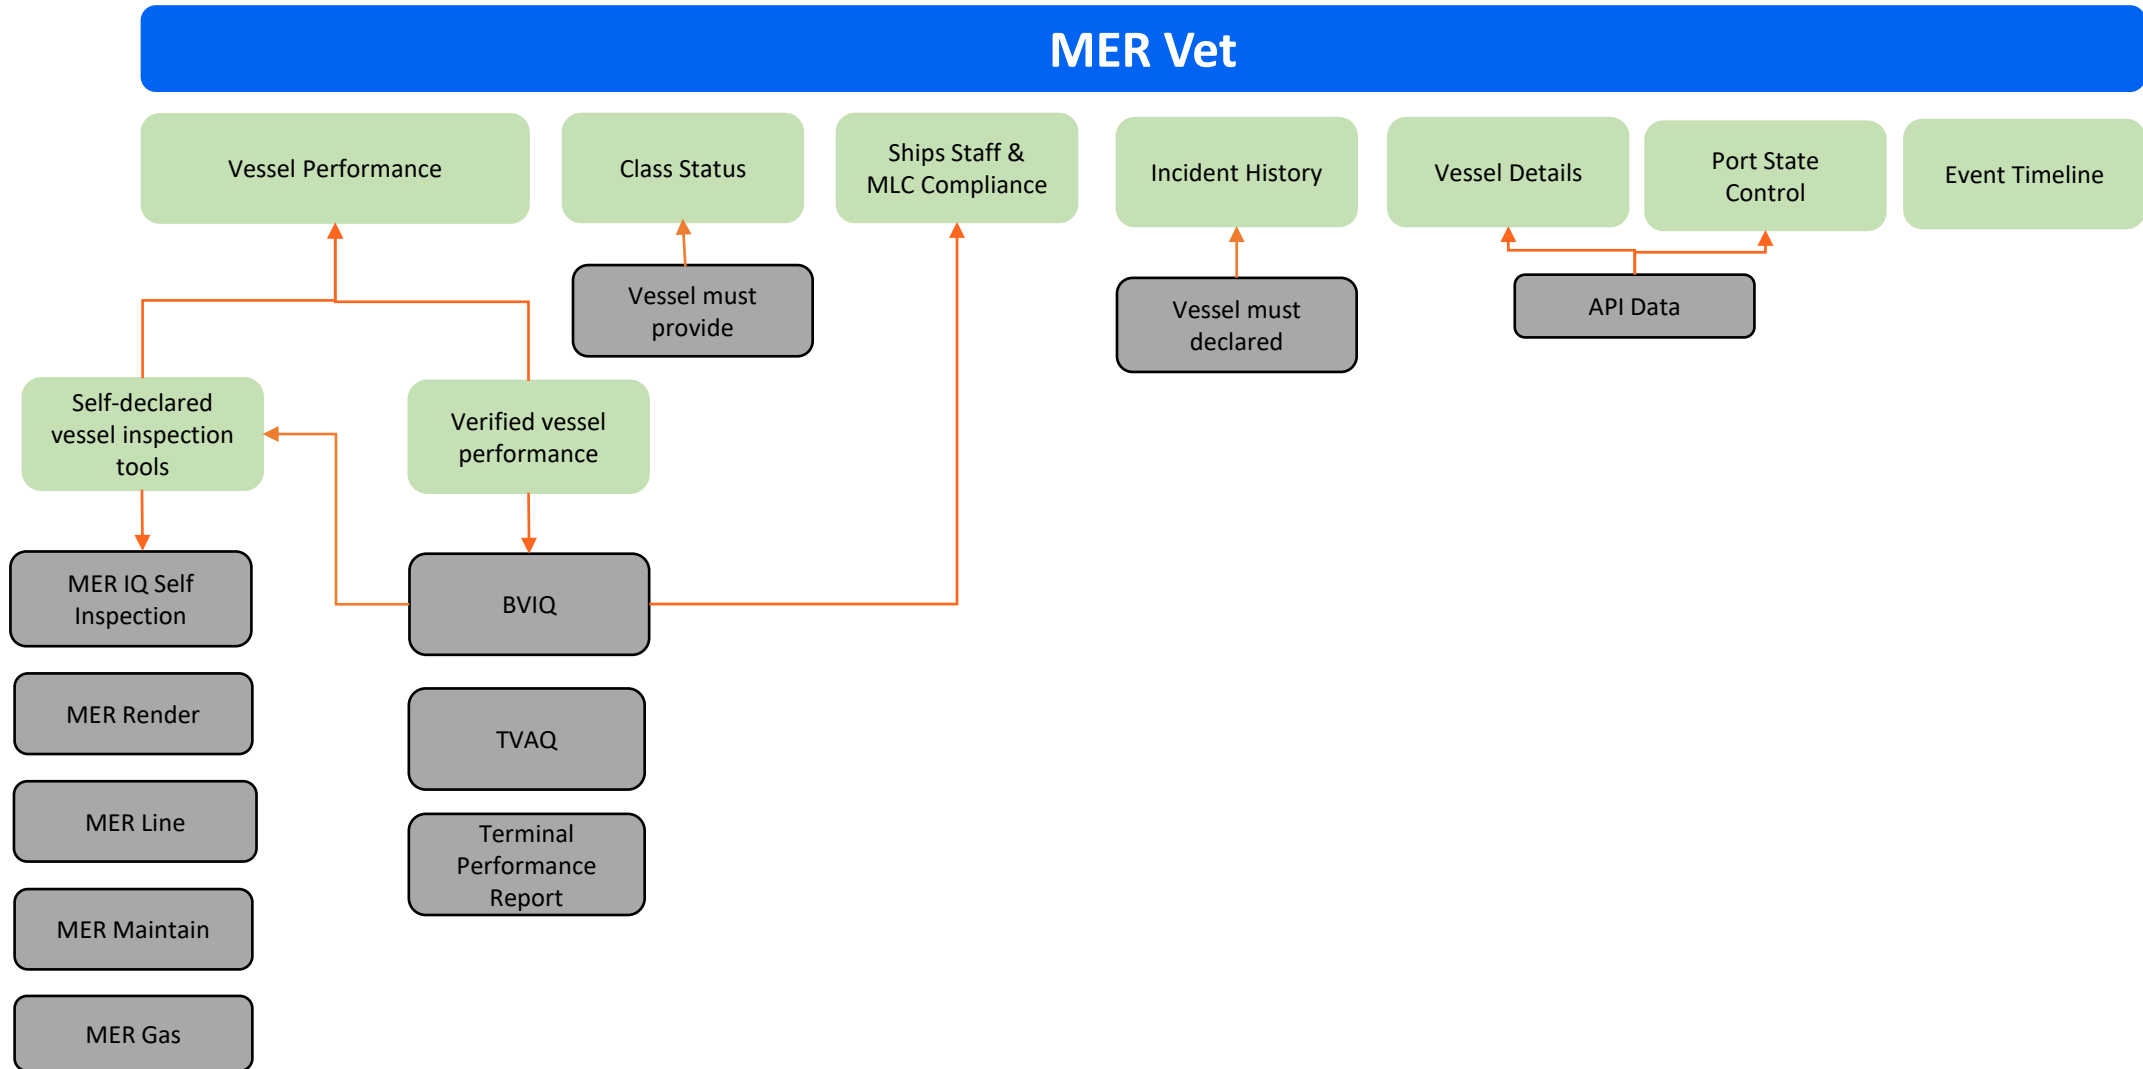 MER Vet
Vessel Performance
Class Status
Ships Staff &
MLC Compliance
Incident History
Vessel Details
Port State
Control
Event Timeline
Vessel must
provide
Vessel must
declared
API Data
Self-declared
vessel inspection
tools
Verified vessel
performance
MER IQ Self
Inspection
BVIQ
MER Render
TVAQ
MER Line
Terminal
Performance
Report
MER Maintain
MER Gas